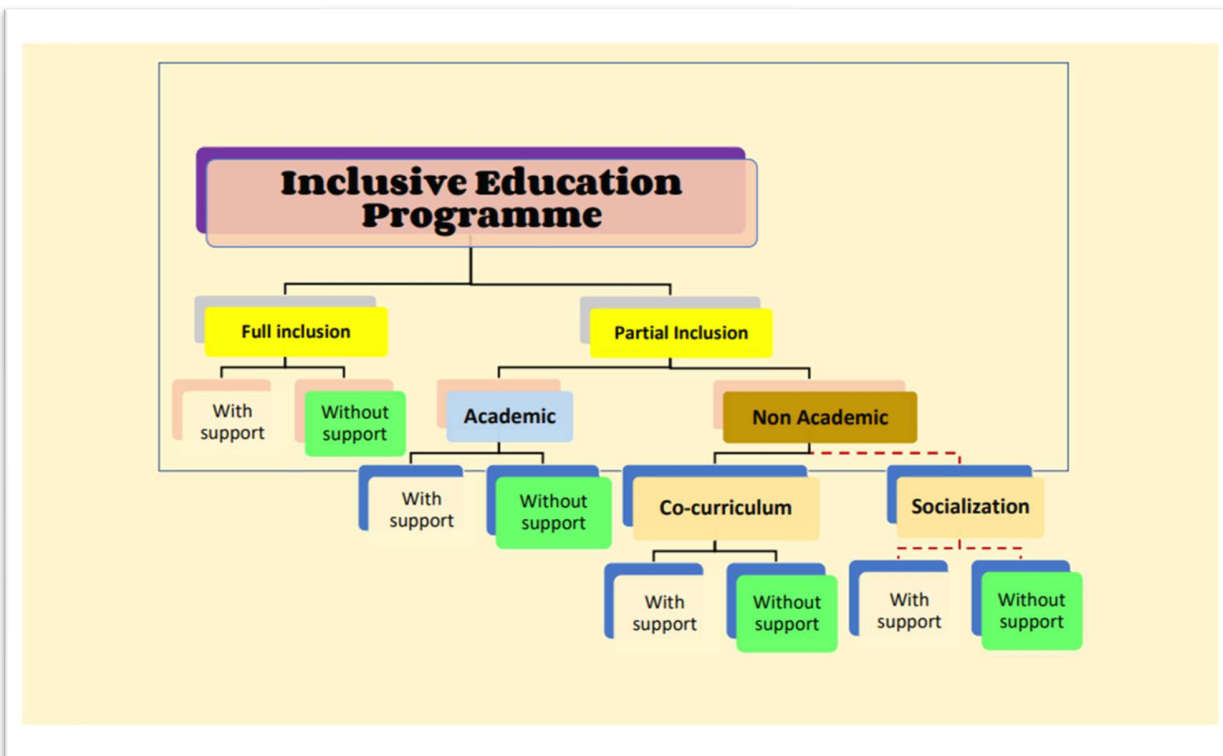 Inclusive Education
Programme
Full inclusion
Partial Inclusion
With
support
Without
support
Academic
Non Academic
With
support
Without
support
Co-curriculum
Socialization
With
support
Without
support
With
support
Without
support